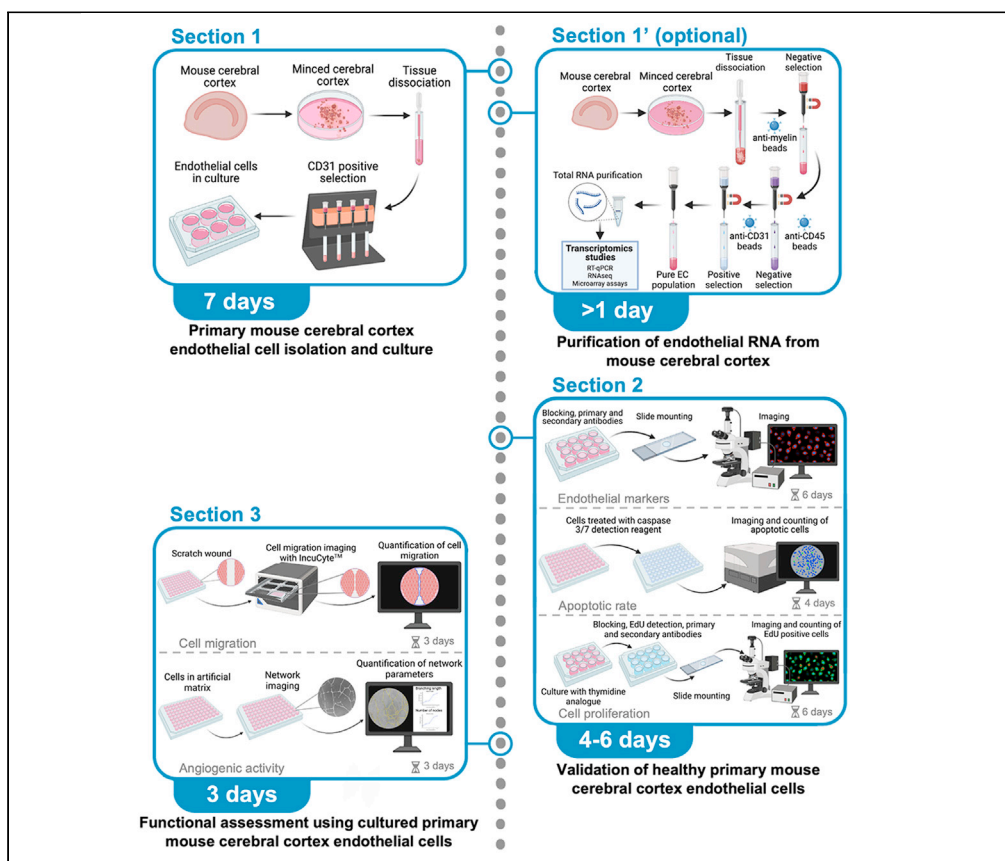 Section 1
Mouse cerebral
cortex
Minced cerebral
cortex
Tissue
dissociation
Endothelial cells
in culture
CD31 positive
selection
7 days
Primary mouse cerebral cortex
endothelial cell isolation and culture
Section 1' (optional)
Mouse cerebral
cortex
Minced cerebral
cortex
Tissue
dissociation
Negative
selection
anti-myelin
beads
Total RNA purification
anti-CD31
beads
anti-CD45
beads
Transcriptomics
studies
RT-qPCR
RNAseq
Microarray assays
Pure EC
population
Positive
selection
Negative
selection
>1 day
Purification of endothelial RNA from
mouse cerebral cortex
Section 2
Blocking, primary and
secondary antibodies
Slide mounting
Imaging
Endothelial markers
6 days
Cells treated with caspase
3/7 detection reagent
Imaging and counting of
apoptotic cells
Apoptotic rate
4 days
Blocking, EdU detection, primary
and secondary antibodies
Imaging and counting of
EdU positive cells
Culture with thymidine
analogue
Slide mounting
Cell proliferation
6 days
4-6 days
Validation of healthy primary mouse
cerebral cortex endothelial cells
Section 3
Scratch wound
Cell migration imaging
with IncuCyte™
Quantification of cell
migration
Cell migration
3 days
Cells in artificial
matrix
Network
imaging
Quantification of network
parameters
Branching length
Number of nodes
Angiogenic activity
3 days
3 days
Functional assessment using cultured primary
mouse cerebral cortex endothelial cells